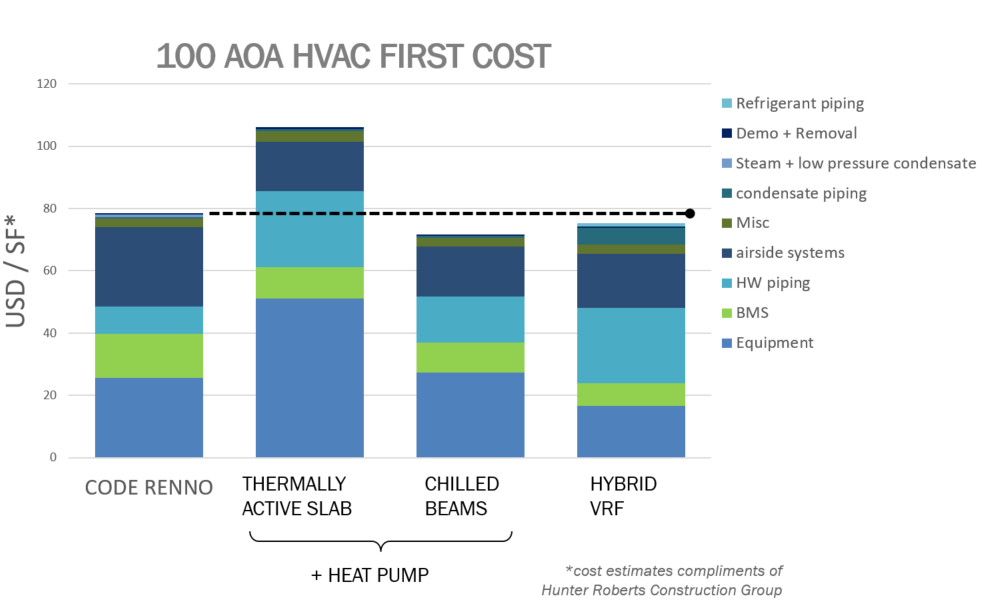 100 AOA HVAC FIRST COST
120
100
80
60
40
20
0
USD / SF*
Refrigerant piping
Demo + Removal
Steam + low pressure condensate
condensate piping
Misc
airside systems
HW piping
BMS
Equipment
CODE RENNO
THERMALLY
ACTIVE SLAB
CHILLED
BEAMS
HYBRID
VRF
+ HEAT PUMP
*cost estimates compliments of
Hunter Roberts Construction Group